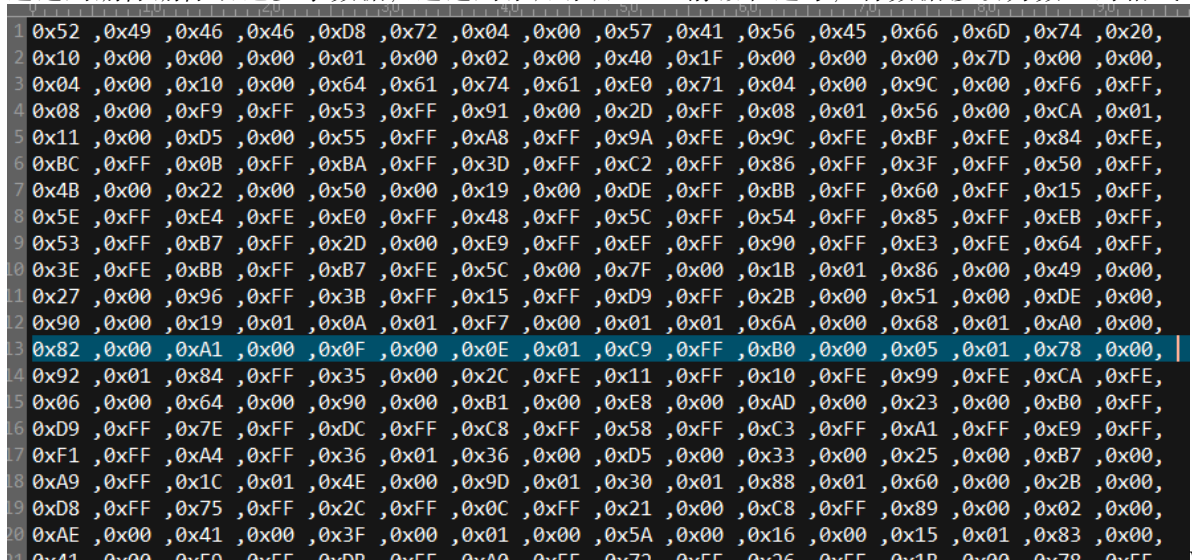 1 0x52 ,0x49 ,0x46 ,0x46 ,0xD8 ,0x72 ,0x04 ,0x00 ,0x57 ,0x41 ,0x56 ,0x45 ,0x66 ,0x6D ,0x74 ,0x20,
2 0x10 ,0x00 ,0x00 ,0x00 ,0x01 ,0x00 ,0x02 ,0x00 ,0x40 ,0x1F ,0x00 ,0x00 ,0x00 ,0x7D ,0x00 ,0x00,
3 0x04 ,0x00 ,0x10 ,0x00 ,0x64 ,0x61 ,0x74 ,0x61 ,0xE0 ,0x71 ,0x04 ,0x00 ,0x9C ,0x00 ,0xF6 ,0xFF,
4 0x08 ,0x00 ,0xF9 ,0xFF ,0x53 ,0xFF ,0x91 ,0x00 ,0x2D ,0xFF ,0x08 ,0x01 ,0x56 ,0x00 ,0xCA ,0x01,
5 0x11 ,0x00 ,0xD5 ,0x00 ,0x55 ,0xFF ,0xA8 ,0xFF ,0x9A ,0xFE ,0x9C ,0xFE ,0xBF ,0xFE ,0x84 ,0xFE,
6 0xBC ,0xFF ,0x0B ,0xFF ,0xBA ,0xFF ,0x3D ,0xFF ,0xC2 ,0xFF ,0x86 ,0xFF ,0x3F ,0xFF ,0x50 ,0xFF,
7 0x4B ,0x00 ,0x22 ,0x00 ,0x50 ,0x00 ,0x19 ,0x00 ,0xDE ,0xFF ,0xBB ,0xFF ,0x60 ,0xFF ,0x15 ,0xFF,
8 0x5E ,0xFF ,0xE4 ,0xFE ,0xE0 ,0xFF ,0x48 ,0xFF ,0x5C ,0xFF ,0x54 ,0xFF ,0x85 ,0xFF ,0xEB ,0xFF,
9 0x53 ,0xFF ,0xB7 ,0xFF ,0x2D ,0x00 ,0xE9 ,0xFF ,0xEF ,0xFF ,0x90 ,0xFF ,0xE3 ,0xFE ,0x64 ,0xFF,
10 0x3E ,0xFE ,0xBB ,0xFF ,0xB7 ,0xFE ,0x5C ,0x00 ,0x7F ,0x00 ,0x1B ,0x01 ,0x86 ,0x00 ,0x49 ,0x00,
11 0x27 ,0x00 ,0x96 ,0xFF ,0x3B ,0xFF ,0x15 ,0xFF ,0xD9 ,0xFF ,0x2B ,0x00 ,0x51 ,0x00 ,0xDE ,0x00,
12 0x90 ,0x00 ,0x19 ,0x01 ,0x0A ,0x01 ,0xF7 ,0x00 ,0x01 ,0x01 ,0x6A ,0x00 ,0x68 ,0x01 ,0xA0 ,0x00,
13 0x82 ,0x00 ,0xA1 ,0x00 ,0x0F ,0x00 ,0x0E ,0x01 ,0xC9 ,0xFF ,0xB0 ,0x00 ,0x05 ,0x01 ,0x78 ,0x00,
14 0x92 ,0x01 ,0x84 ,0xFF ,0x35 ,0x00 ,0x2C ,0xFE ,0x11 ,0xFF ,0x10 ,0xFE ,0x99 ,0xFE ,0xCA ,0xFE,
15 0x06 ,0x00 ,0x64 ,0x00 ,0x90 ,0x00 ,0xB1 ,0x00 ,0xE8 ,0x00 ,0xAD ,0x00 ,0x23 ,0x00 ,0xB0 ,0xFF,
16 0xD9 ,0xFF ,0x7E ,0xFF ,0xDC ,0xFF ,0xC8 ,0xFF ,0x58 ,0xFF ,0xC3 ,0xFF ,0xA1 ,0xFF ,0xE9 ,0xFF,
17 0xF1 ,0xFF ,0xA4 ,0xFF ,0x36 ,0x01 ,0x36 ,0x00 ,0xD5 ,0x00 ,0x33 ,0x00 ,0x25 ,0x00 ,0xB7 ,0x00,
18 0xA9 ,0xFF ,0x1C ,0x01 ,0x4E ,0x00 ,0x9D ,0x01 ,0x30 ,0x01 ,0x88 ,0x01 ,0x60 ,0x00 ,0x2B ,0x00,
19 0xD8 ,0xFF ,0x75 ,0xFF ,0x2C ,0xFF ,0x0C ,0xFF ,0x21 ,0x00 ,0xC8 ,0xFF ,0x89 ,0x00 ,0x02 ,0x00,
20 0xAE ,0x00 ,0x41 ,0x00 ,0x3F ,0x00 ,0x01 ,0x00 ,0x5A ,0x00 ,0x16 ,0x00 ,0x15 ,0x01 ,0x83 ,0x00,